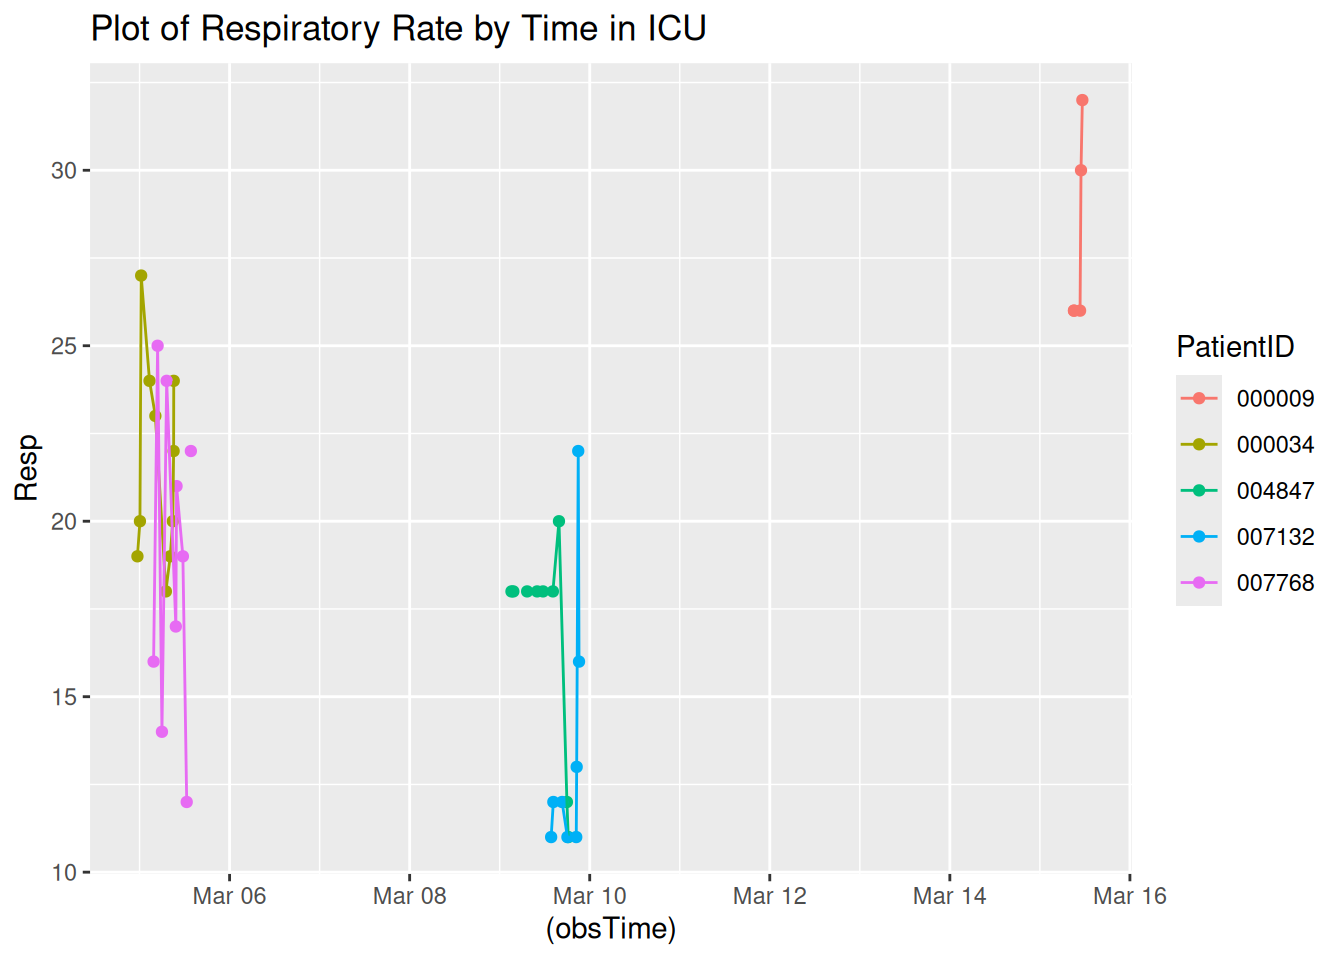 Plot of Respiratory Rate by Time in ICU
Resp
30
25
20
15
10
Mar 06 Mar 08 Mar 10 Mar 12 Mar 14 Mar 16
(obsTime)
PatientID
000009
000034
004847
007132
007768